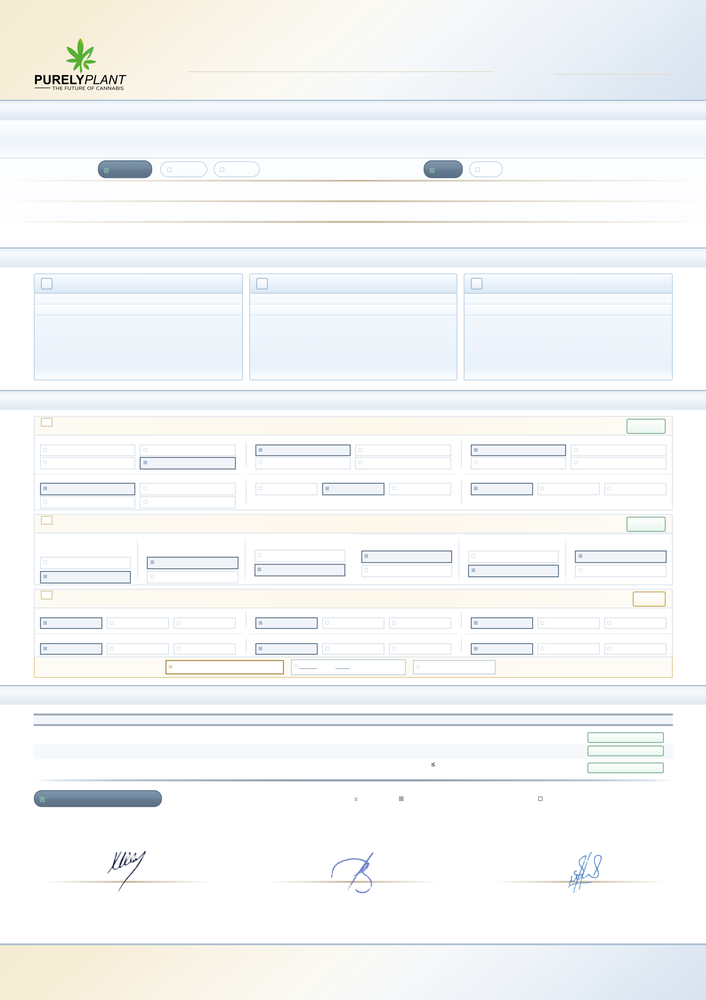 PURELYPLANT
THE FUTURE OF CANNABIS
☒ ☐ ☐ ☒ ☐
☐ ☐ ☒ ☐ ☒ ☐
☐ ☒ ☐ ☐ ☐ ☐
☒ ☐ ☐ ☒ ☐ ☒ ☐ ☐
☐ ☐
☐ ☒ ☐ ☒ ☐ ☒
☒ ☐ ☒ ☐ ☒ ☐
☒ ☐ ☐ ☒ ☐ ☐ ☒ ☐ ☐
☒ ☐ ☐ ☒ ☐ ☐ ☒ ☐ ☐
☒ ☐ ☐
≤
☒ ≤ ☒ ☐